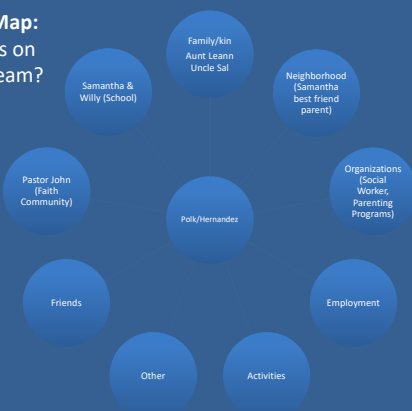 Map:
s on
eam?
Family/kin
Aunt Leann
Uncle Sal
Samantha &
Willy (School)
Neighborhood
(Samantha
best friend
parent)
Pastor John
(Faith
Community)
Organizations
(Social
Worker,
Parenting
Programs)
Polk/Hernandez
Friends
Employment
Other
Activities